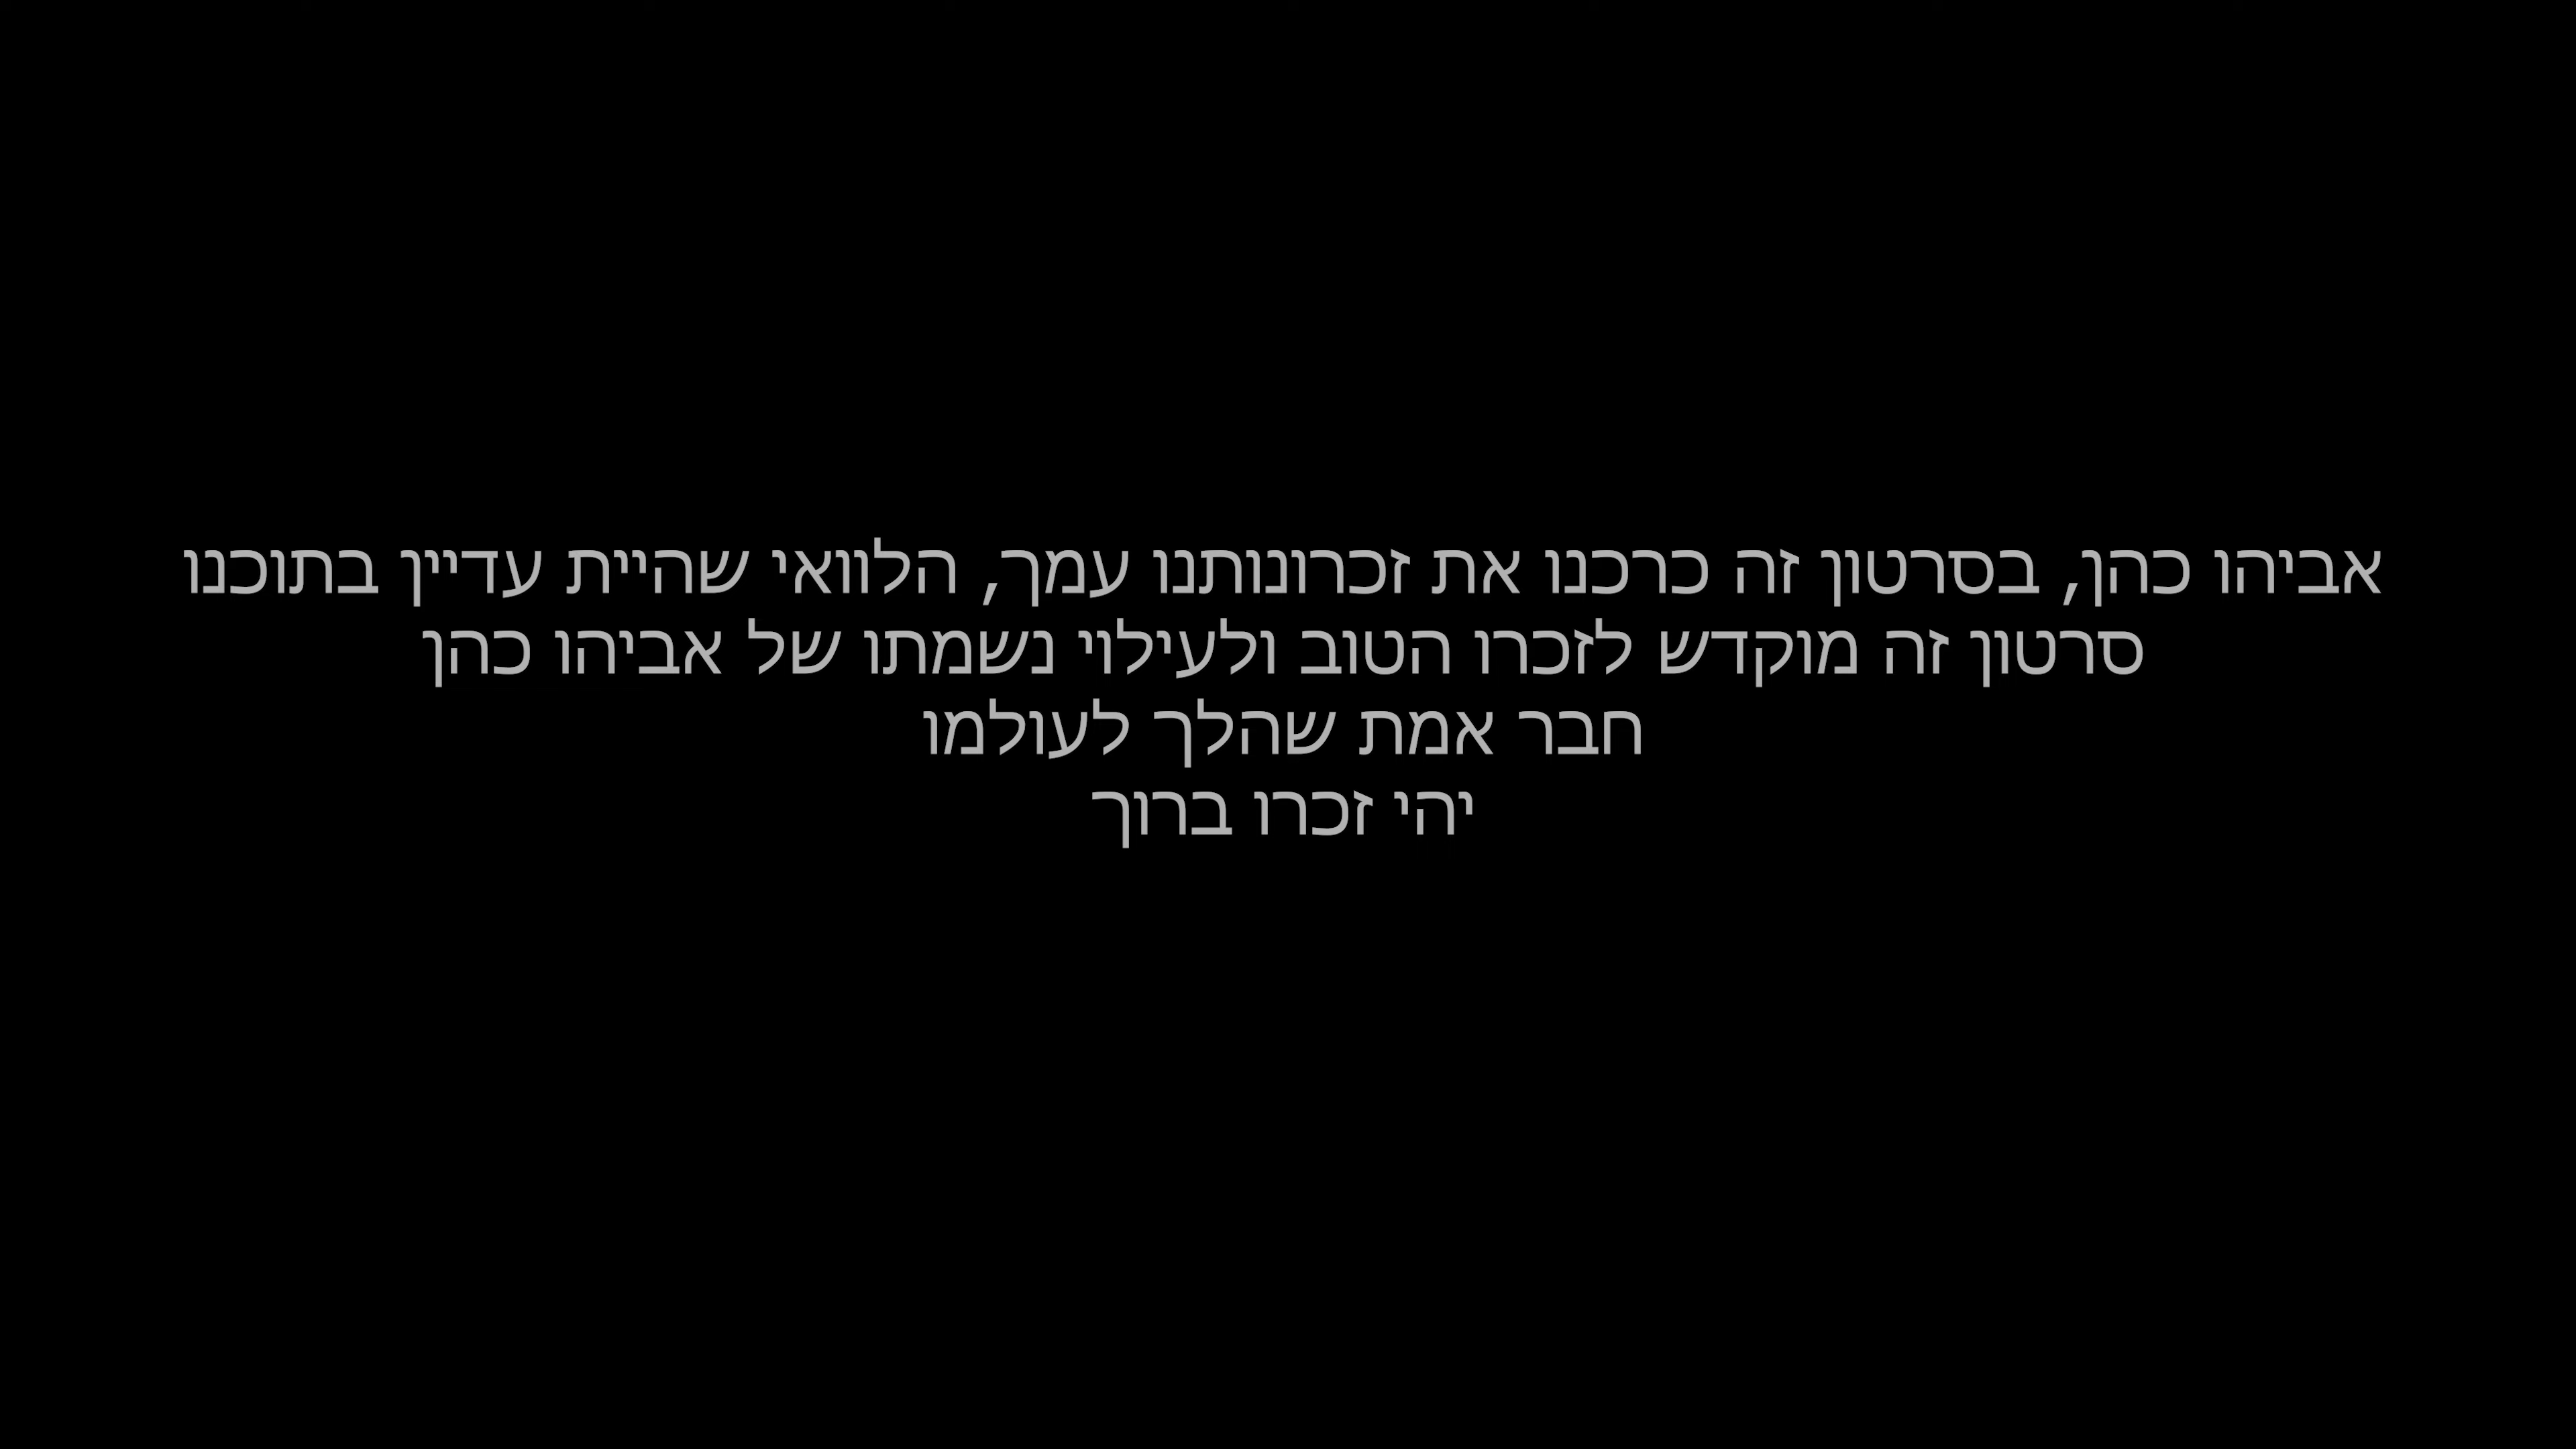 אביהו כהן, בסרטון זה כרכנו את זכרונותנו עמך, הלוואי שהיית עדיין בתוכנו
סרטון זה מוקדש לזכרו הטוב ולעילוי נשמתו של אביהו כהן
חבר אמת שהלך לעולמו
יהי זכרו ברוך